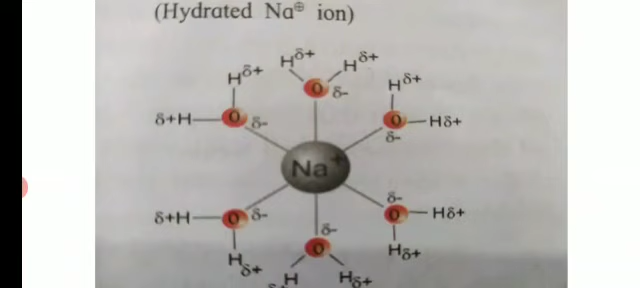 (Hydrated Na⊕ ion)
Hδ+ Hδ+
Hδ+ Hδ+
O δ-
δ+H O δ- O Hδ+
δ-
Na+
δ+H O δ- δ- O Hδ+
δ-
Hδ+ O Hδ+
H Hδ+